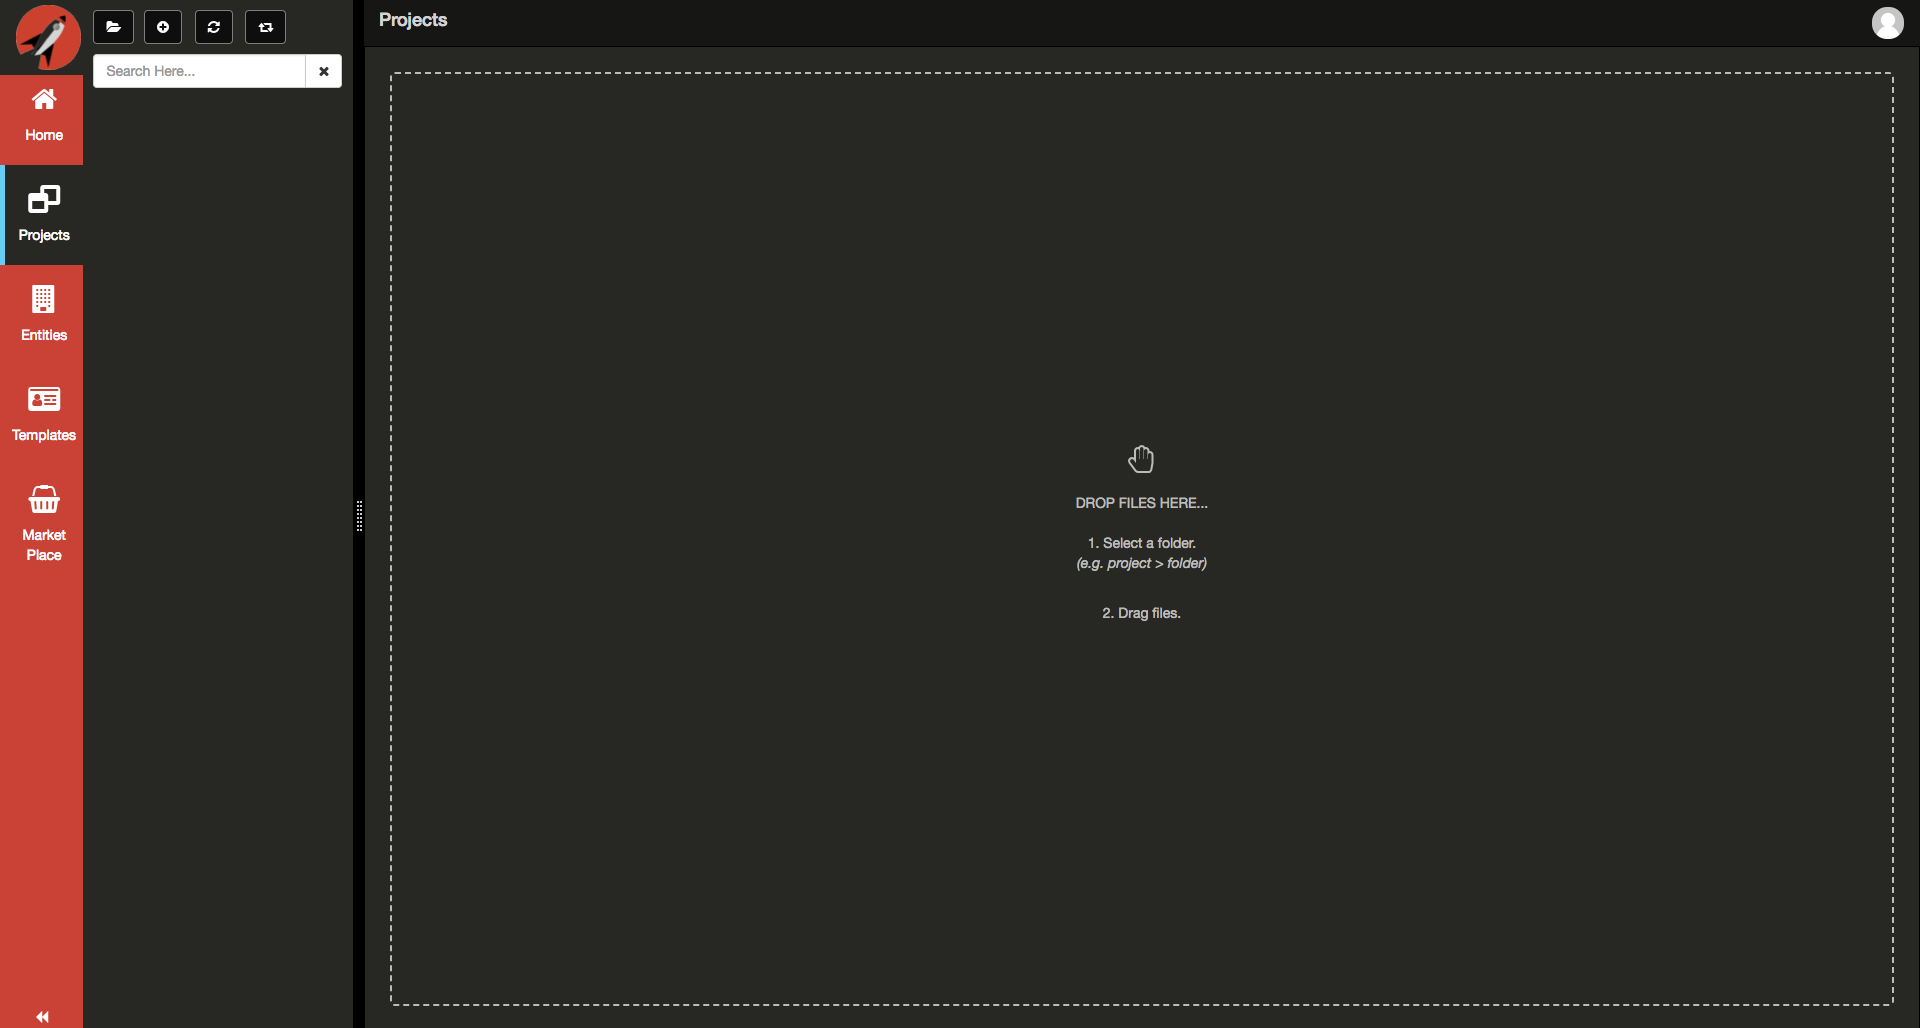 Projects
Search Here...
Home
Projects
Entities
Templates
Market
Place
DROP FILES HERE...
1. Select a folder.
(e.g. project > folder)
2. Drag files.